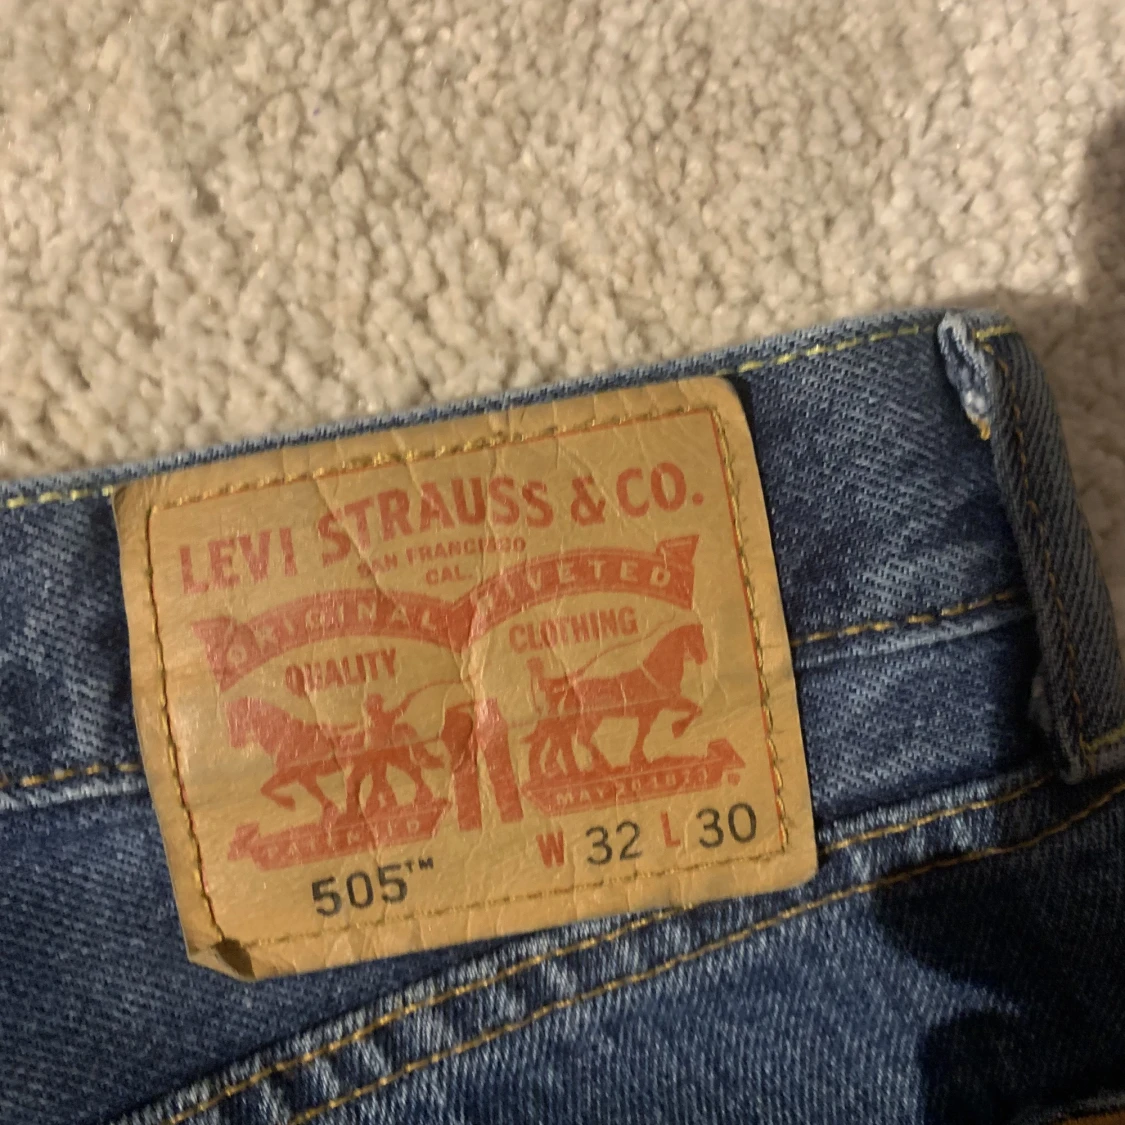 LEVI STRAUSS & CO.
SAN FRANCISCO
CAL.
ORIGINAL RIVETED
QUALITY CLOTHING
PATENTED MAY 20 1873 ®
505™ W 32 L 30